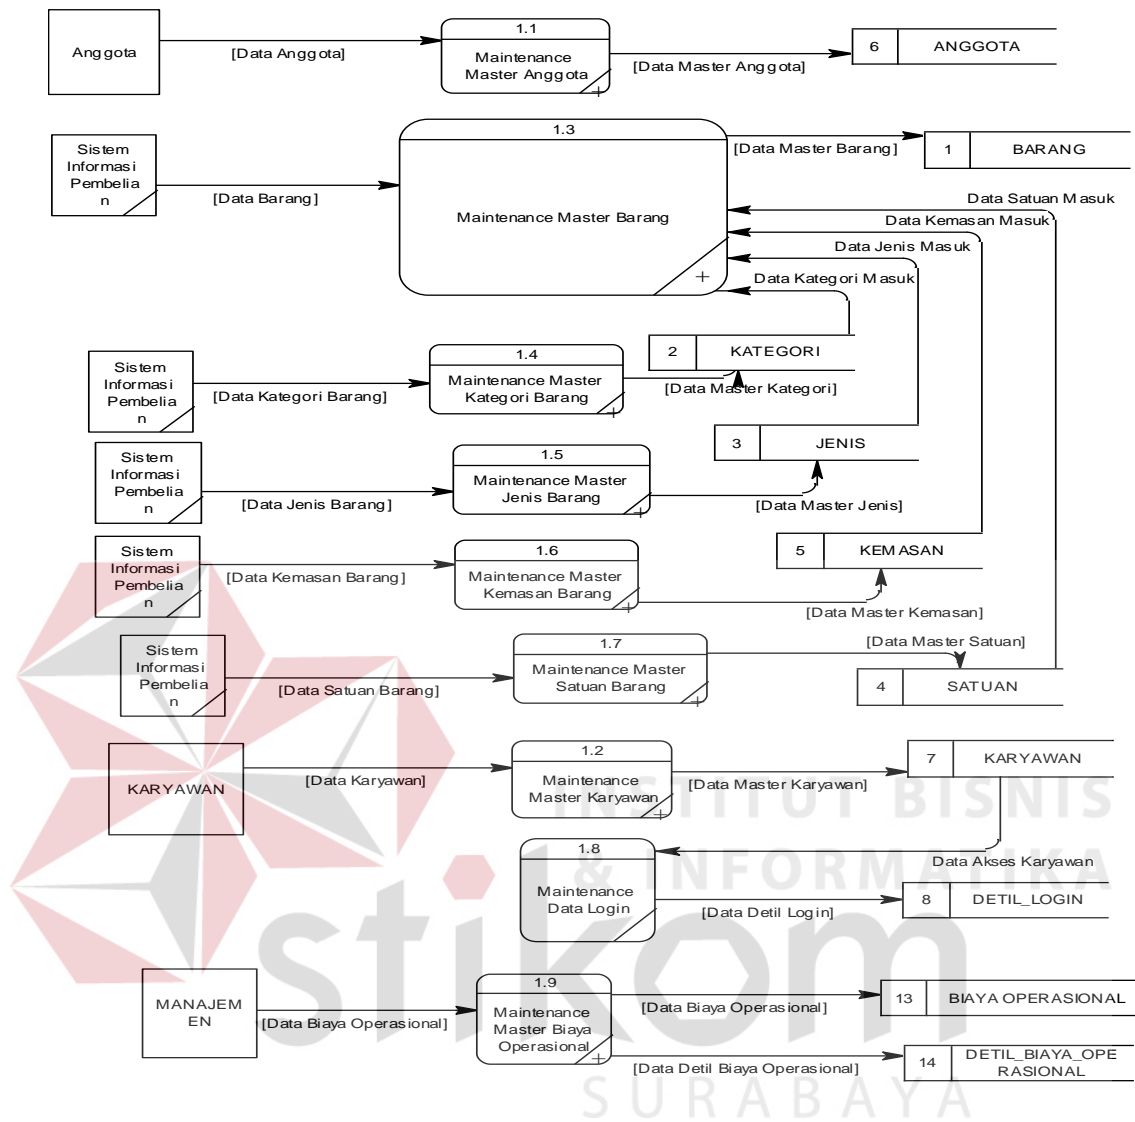 Anggota
[Data Anggota]
1.1
Maintenance
Master Anggota
[Data Master Anggota]
6 ANGGOTA
Sistem
Informasi
Pembelia
n
[Data Barang]
1.3
Maintenance Master Barang
[Data Master Barang]
1 BARANG
Data Satuan Masuk
Data Kemasan Masuk
Data Jenis Masuk
Data Kategori Masuk
2 KATEGORI
Sistem
Informasi
Pembelia
n
[Data Kategori Barang]
1.4
Maintenance Master
Kategori Barang
[Data Master Kategori]
3 JENIS
Sistem
Informasi
Pembelia
n
[Data Jenis Barang]
1.5
Maintenance Master
Jenis Barang
[Data Master Jenis]
5 KEMASAN
Sistem
Informasi
Pembelia
n
[Data Kemasan Barang]
1.6
Maintenance Master
Kemasan Barang
[Data Master Kemasan]
Sistem
Informasi
Pembelia
n
[Data Satuan Barang]
1.7
Maintenance Master
Satuan Barang
[Data Master Satuan]
4 SATUAN
KARYAWAN
[Data Karyawan]
1.2
Maintenance
Master Karyawan
[Data Master Karyawan]
7 KARYAWAN
Data Akses Karyawan
1.8
Maintenance
Data Login
[Data Detil Login]
8 DETIL_LOGIN
MANAJEM
EN
[Data Biaya Operasional]
1.9
Maintenance
Master Biaya
Operasional
[Data Biaya Operasional]
13 BIAYA OPERASIONAL
[Data Detil Biaya Operasional]
14 DETIL_BIAYA_OPE
RASIONAL
INSTITUT BISNIS
& INFORMATIKA
stikom
SURABAYA